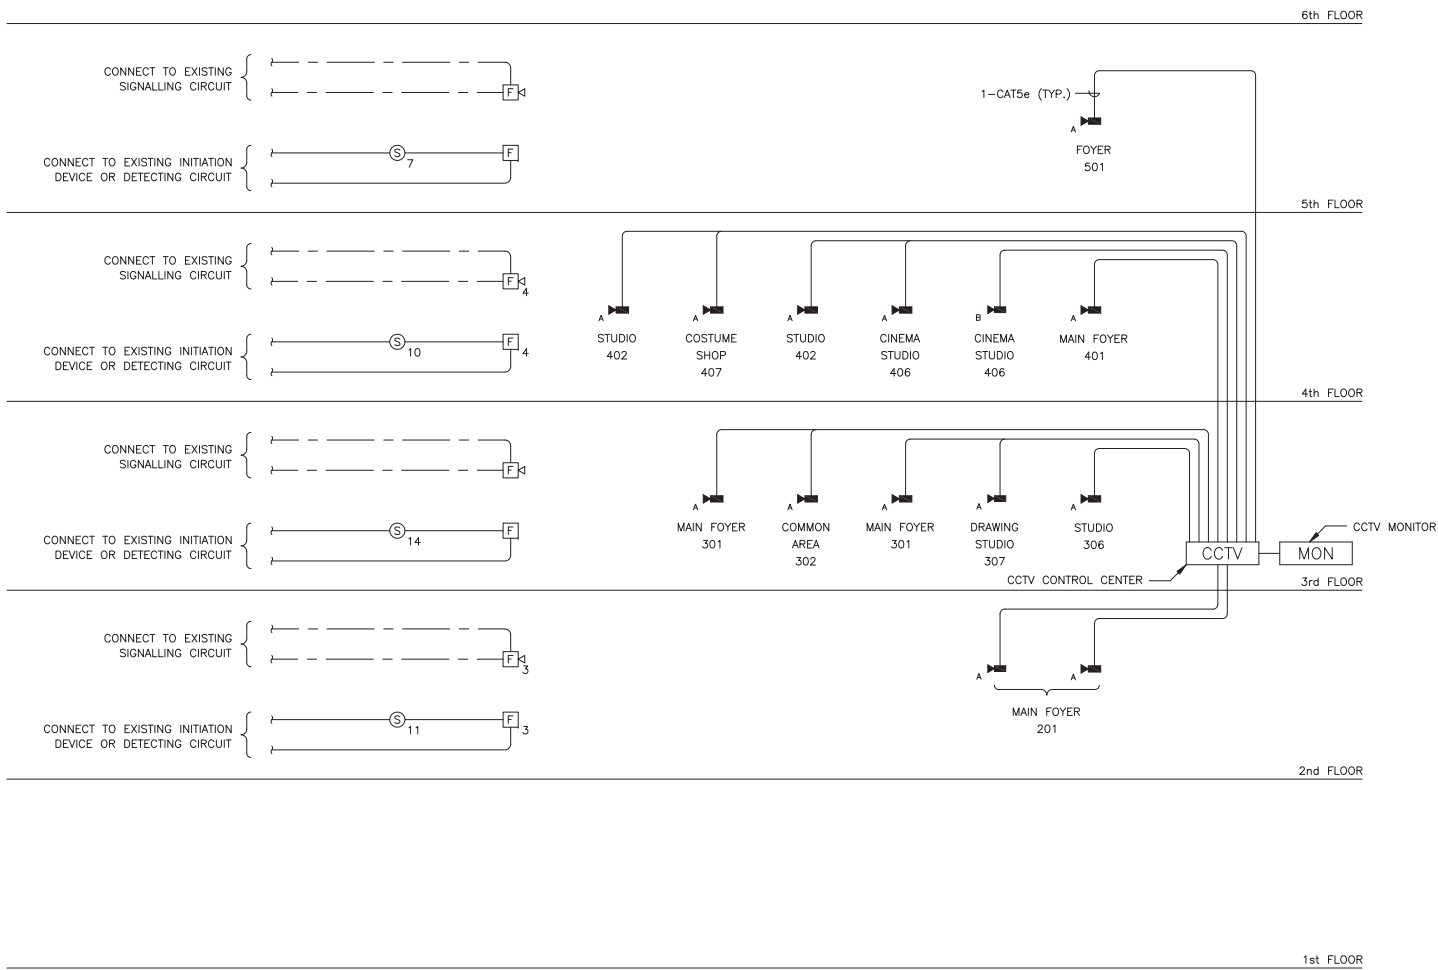 6th FLOOR
CONNECT TO EXISTING
SIGNALLING CIRCUIT
F
1-CAT5e (TYP.)
A
FOYER
501
CONNECT TO EXISTING INITIATION
DEVICE OR DETECTING CIRCUIT
S
7
F
5th FLOOR
CONNECT TO EXISTING
SIGNALLING CIRCUIT
F
4
CONNECT TO EXISTING INITIATION
DEVICE OR DETECTING CIRCUIT
S
10
F
4
A
STUDIO
402
A
COSTUME
SHOP
407
A
STUDIO
402
A
CINEMA
STUDIO
406
B
CINEMA
STUDIO
406
A
MAIN FOYER
401
4th FLOOR
CONNECT TO EXISTING
SIGNALLING CIRCUIT
F
CONNECT TO EXISTING INITIATION
DEVICE OR DETECTING CIRCUIT
S
14
F
A
MAIN FOYER
301
A
COMMON
AREA
302
A
MAIN FOYER
301
A
DRAWING
STUDIO
307
A
STUDIO
306
CCTV
MON
CCTV MONITOR
CCTV CONTROL CENTER
3rd FLOOR
CONNECT TO EXISTING
SIGNALLING CIRCUIT
F
3
CONNECT TO EXISTING INITIATION
DEVICE OR DETECTING CIRCUIT
S
11
F
3
A
A
MAIN FOYER
201
2nd FLOOR
1st FLOOR